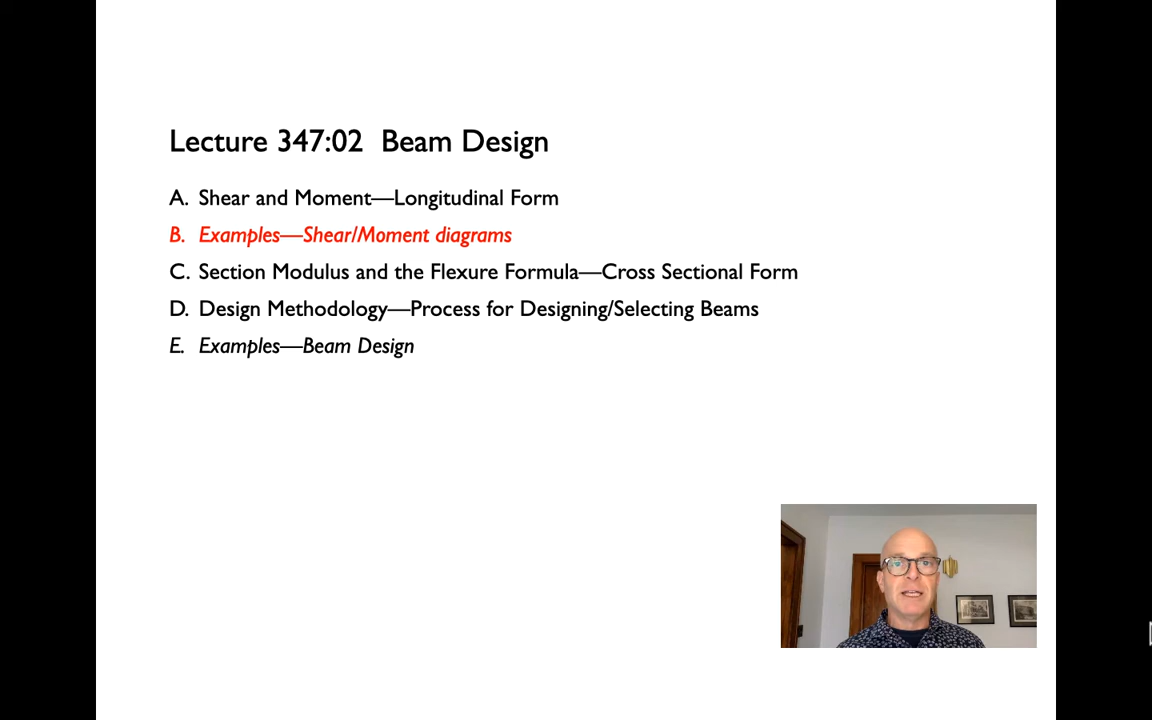 Lecture 347:02 Beam Design
A. Shear and Moment—Longitudinal Form
B. Examples—Shear/Moment diagrams
C. Section Modulus and the Flexure Formula—Cross Sectional Form
D. Design Methodology—Process for Designing/Selecting Beams
E. Examples—Beam Design